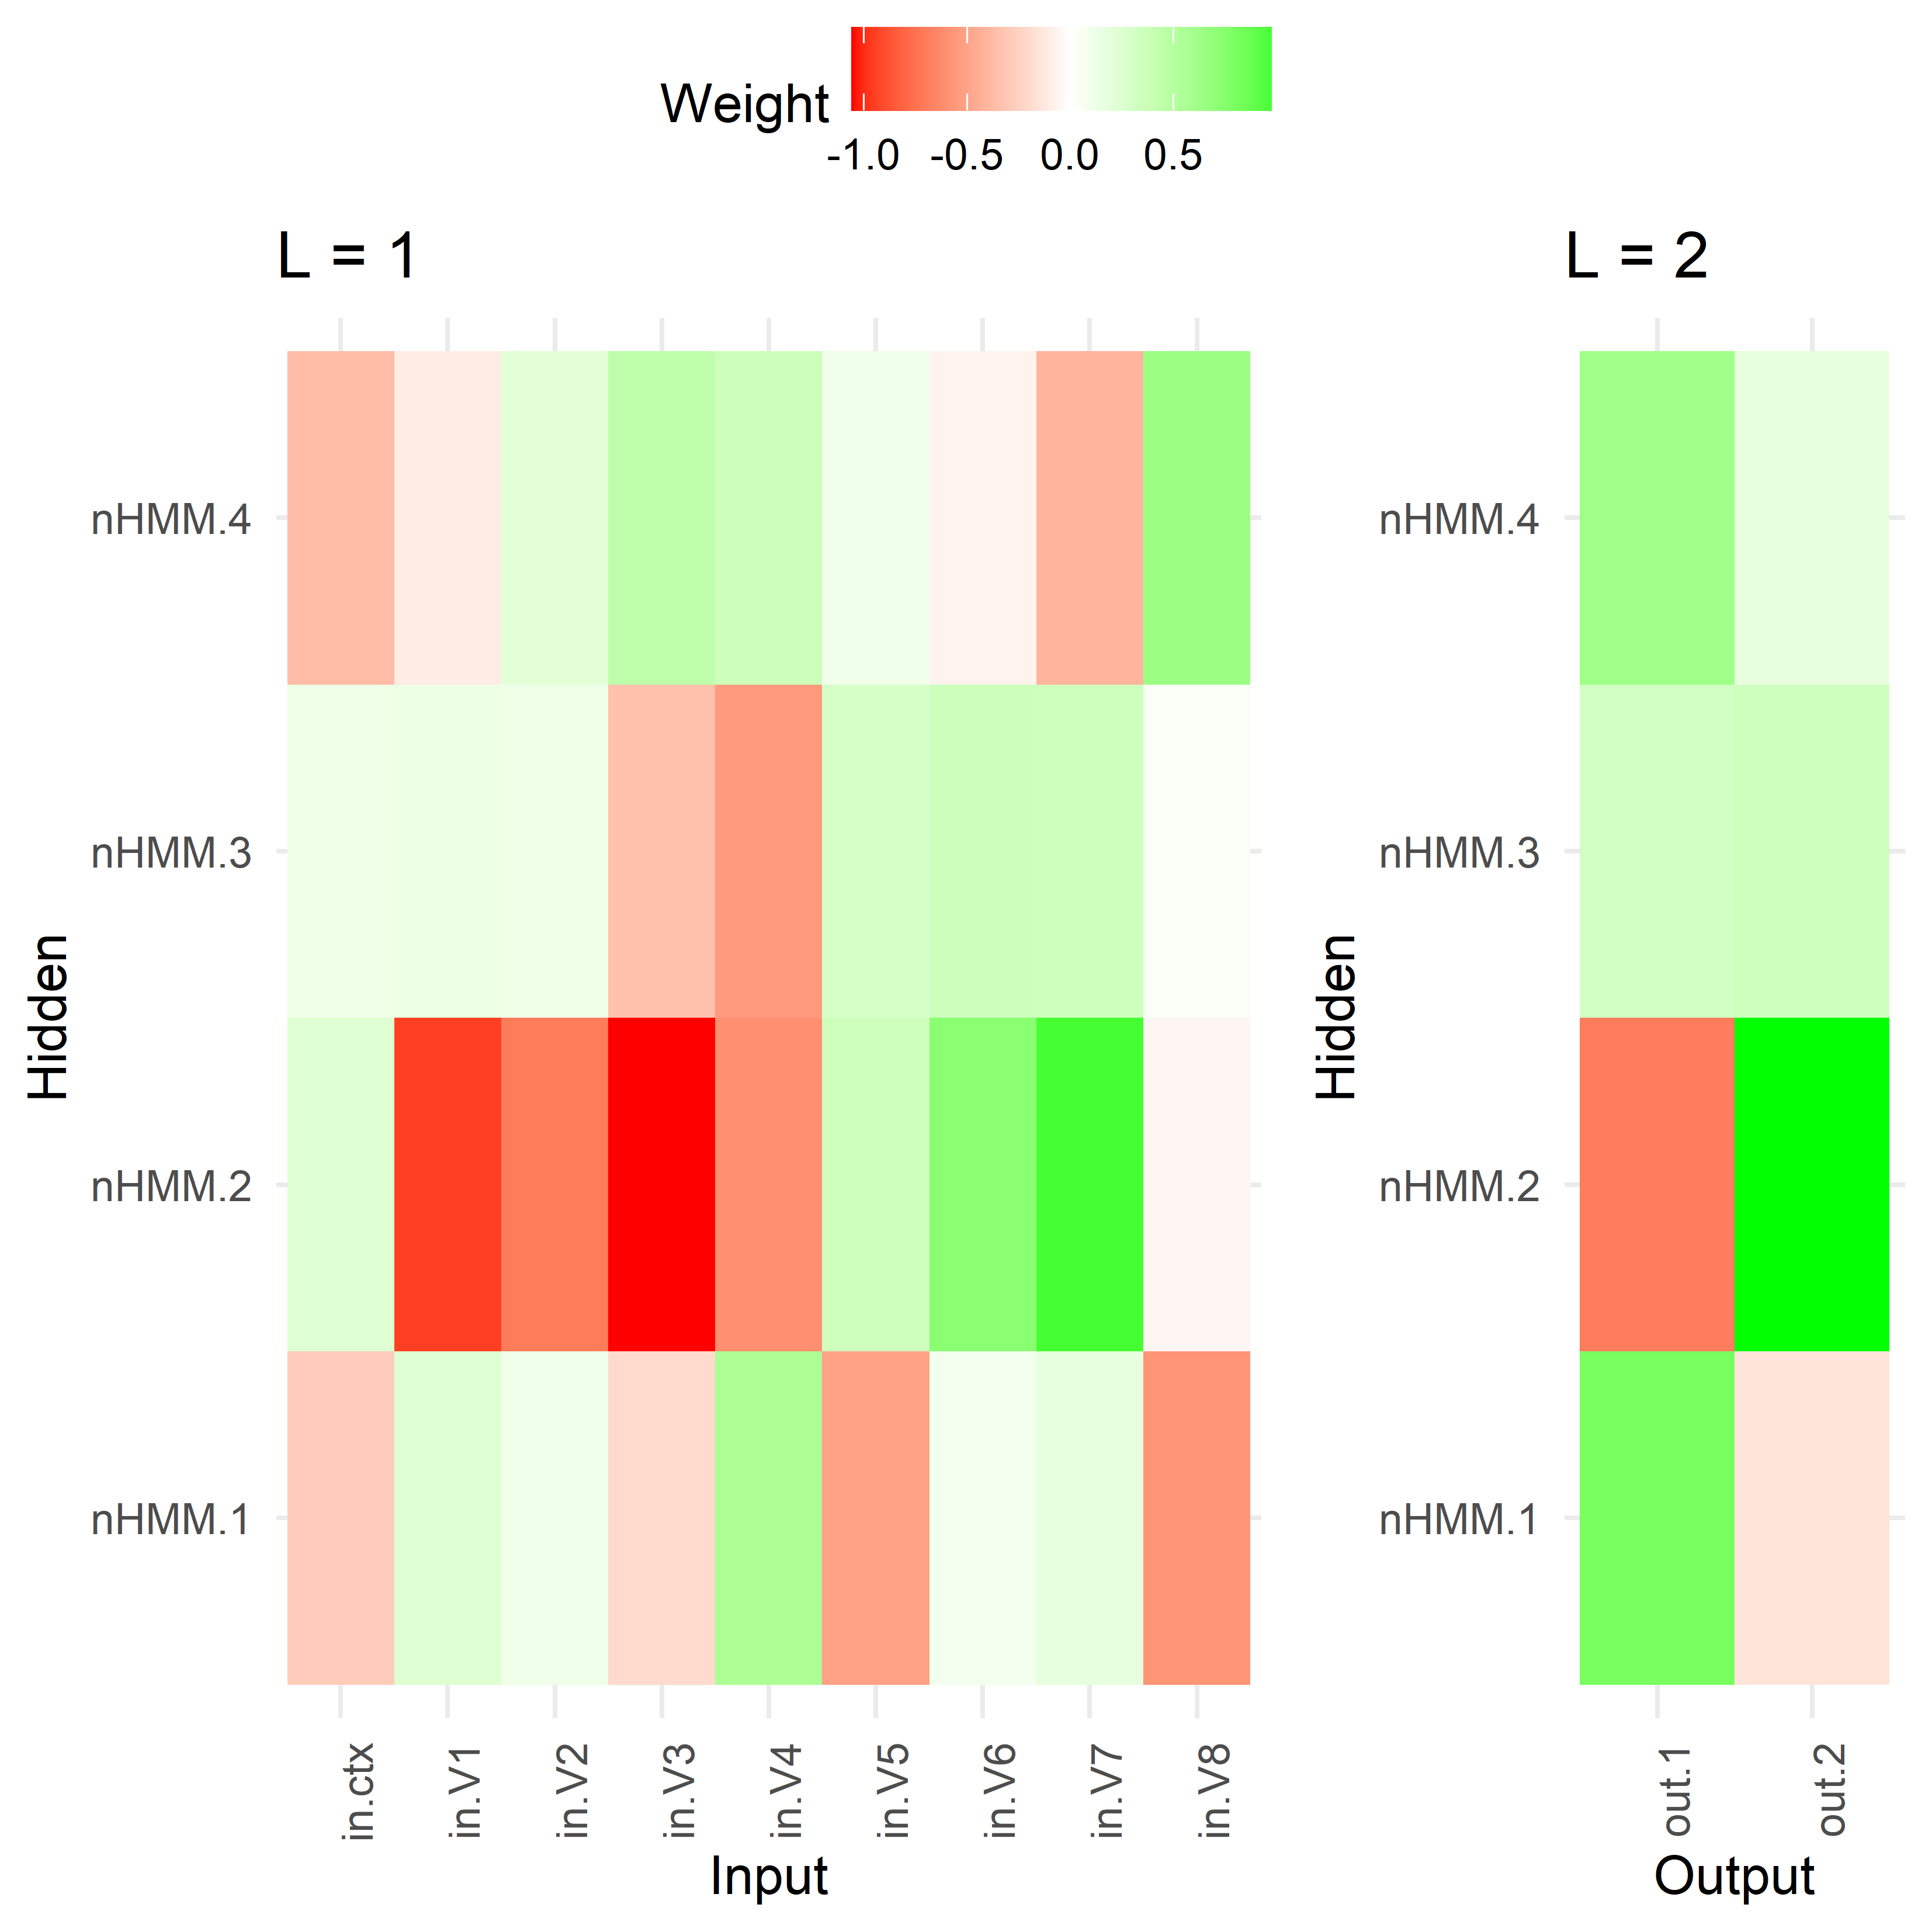 Weight
-1.0 -0.5 0.0 0.5
L = 1
L = 2
Hidden
nHMM.4
nHMM.3
nHMM.2
nHMM.1
in.ctx in.V1 in.V2 in.V3 in.V4 in.V5 in.V6 in.V7 in.V8
Input
Hidden
nHMM.4
nHMM.3
nHMM.2
nHMM.1
out.1 out.2
Output